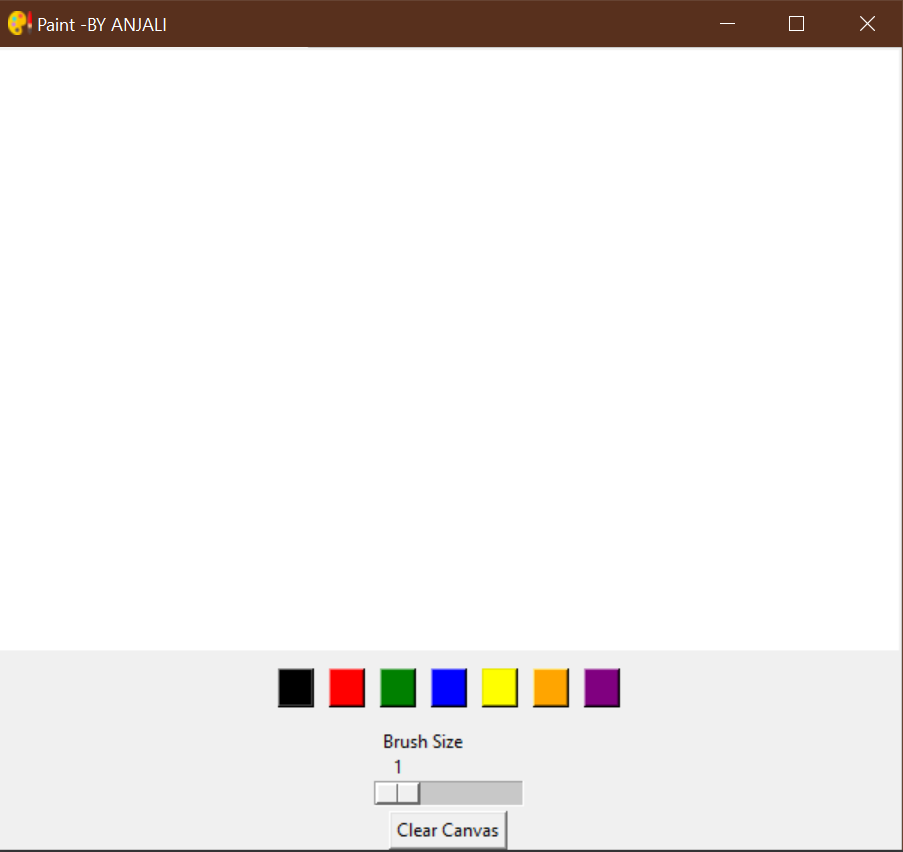 Paint -BY ANJALI
Brush Size
1
Clear Canvas